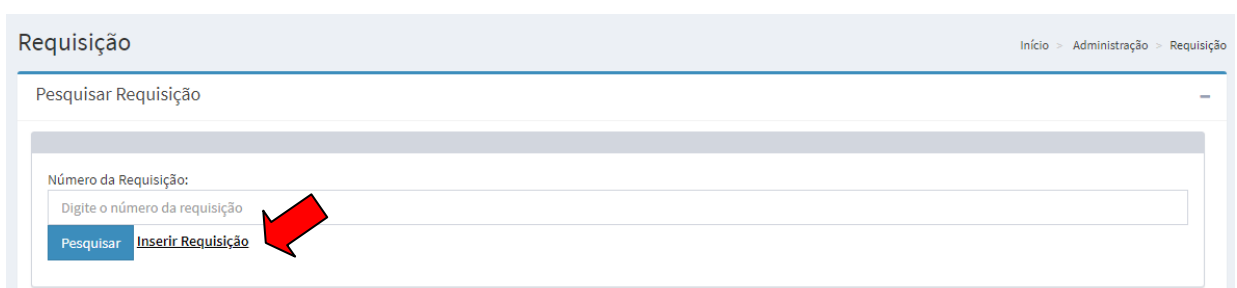 Requisição
Início > Administração > Requisição
Pesquisar Requisição
Número da Requisição:
Digite o número da requisição
Pesquisar Inserir Requisição